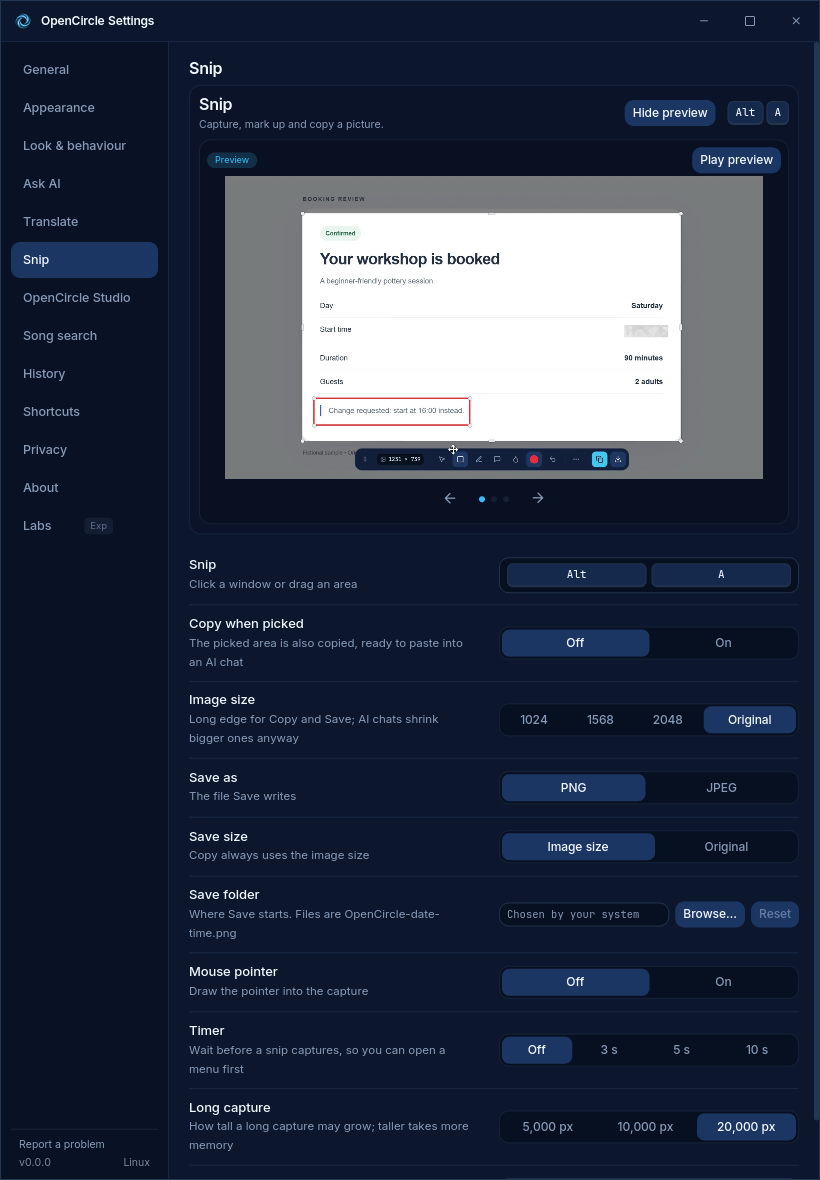 OpenCircle Settings
General
Appearance
Look & behaviour
Ask AI
Translate
Snip
OpenCircle Studio
Song search
History
Shortcuts
Privacy
About
Labs Exp
Report a problem
v0.0.0 Linux
Snip
Snip
Capture, mark up and copy a picture.
Hide preview Alt A
Preview
Play preview
BOOKING REVIEW
Confirmed
Your workshop is booked
A beginner-friendly pottery session
Day Saturday
Start time
Duration 90 minutes
Guests 2 adults
Change requested: start at 16:00 instead.
Fictional sample •
1231 × 739
Snip
Click a window or drag an area
Alt A
Copy when picked
The picked area is also copied, ready to paste into
an AI chat
Off On
Image size
Long edge for Copy and Save; AI chats shrink
bigger ones anyway
1024 1568 2048 Original
Save as
The file Save writes
PNG JPEG
Save size
Copy always uses the image size
Image size Original
Save folder
Where Save starts. Files are OpenCircle-date-
time.png
Chosen by your system Browse... Reset
Mouse pointer
Draw the pointer into the capture
Off On
Timer
Wait before a snip captures, so you can open a
menu first
Off 3 s 5 s 10 s
Long capture
How tall a long capture may grow; taller takes more
memory
5,000 px 10,000 px 20,000 px